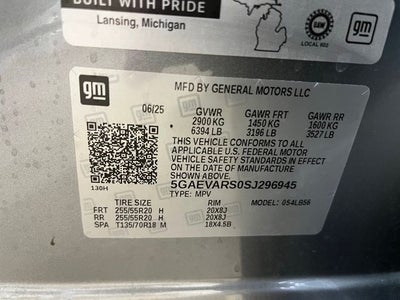 BUILT WITH PRIDE
Lansing, Michigan
UAW
LOCAL 602
gm
gm
MFD BY GENERAL MOTORS LLC
06/25 GVWR GAWR FRT GAWR RR
2900 KG 1450 KG 1600 KG
6394 LB 3196 LB 3527 LB
THIS VEHICLE CONFORMS TO ALL
APPLICABLE U.S. FEDERAL MOTOR
VEHICLE SAFETY STANDARDS IN EFFECT
ON THE DATE OF MANUFACTURE
SHOWN ABOVE.
5GAEVARS0SJ296945
130H TYPE: MPV
TIRE SIZE RIM MODEL: 054LB56
FRT 255/55R20 H 20X8J
RR 255/55R20 H 20X8J
SPA T135/70R18 M 18X4.5B